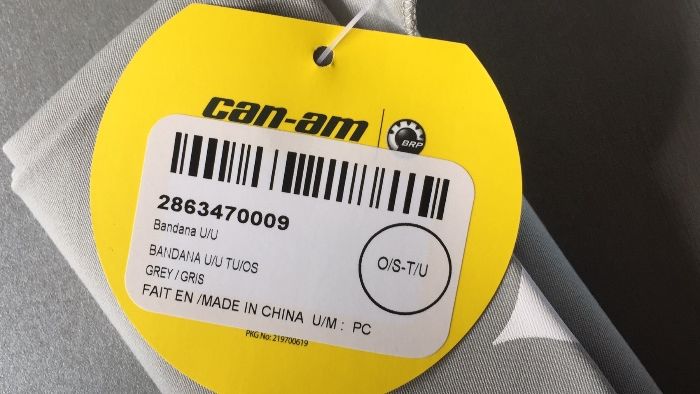 can-am
BRP
2863470009
Bandana U/U
BANDANA U/U TU/OS
GREY / GRIS
O/S-T/U
FAIT EN /MADE IN CHINA U/M : PC
PKG No: 219700619